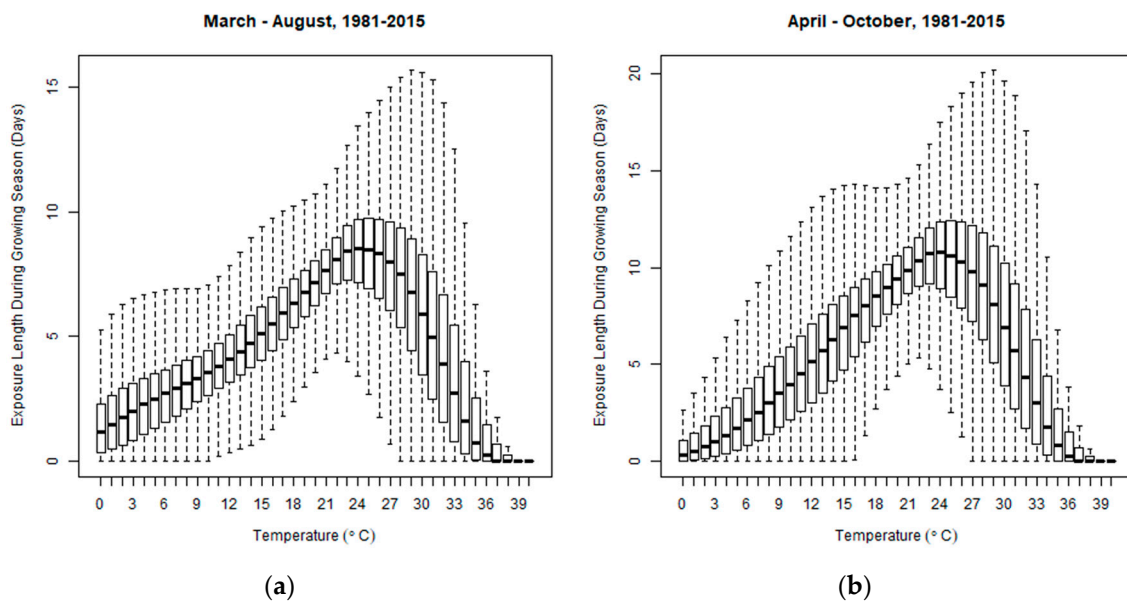 March - August, 1981-2015
Exposure Length During Growing Season (Days)
15
10
5
0
0 3 6 9 12 15 18 21 24 27 30 33 36 39
Temperature (° C)
(a)
April - October, 1981-2015
Exposure Length During Growing Season (Days)
20
15
10
5
0
0 3 6 9 12 15 18 21 24 27 30 33 36 39
Temperature (° C)
(b)